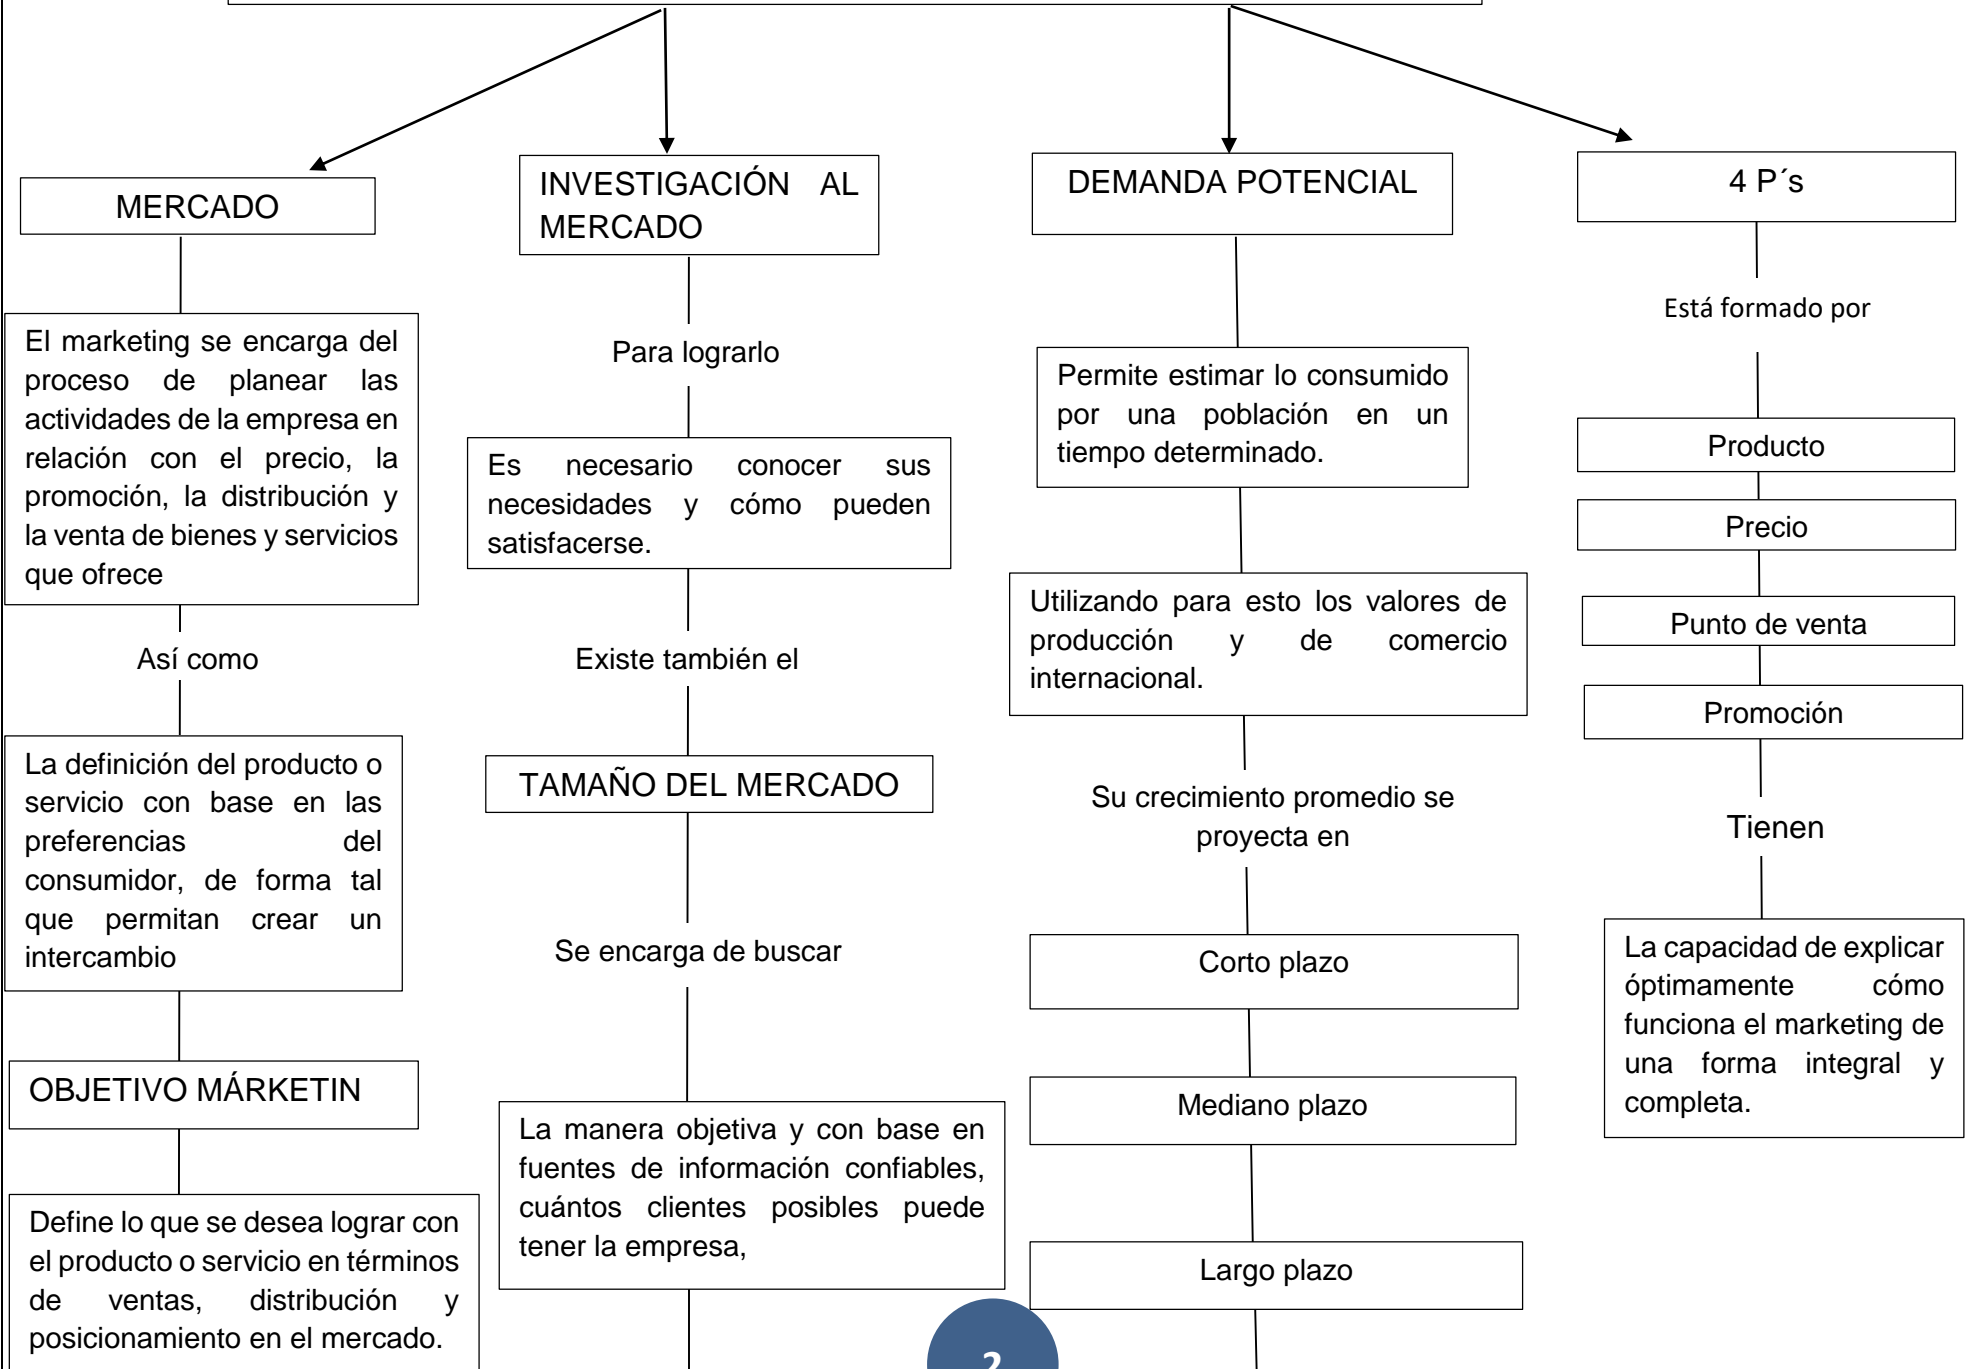 MERCADO
El marketing se encarga del
proceso de planear las
actividades de la empresa en
relación con el precio, la
promoción, la distribución y
la venta de bienes y servicios
que ofrece
Así como
La definición del producto o
servicio con base en las
preferencias del
consumidor, de forma tal
que permitan crear un
intercambio
OBJETIVO MÁRKETIN
Define lo que se desea lograr con
el producto o servicio en términos
de ventas, distribución y
posicionamiento en el mercado.
INVESTIGACIÓN AL
MERCADO
Para lograrlo
Es necesario conocer sus
necesidades y cómo pueden
satisfacerse.
Existe también el
TAMAÑO DEL MERCADO
Se encarga de buscar
La manera objetiva y con base en
fuentes de información confiables,
cuántos clientes posibles puede
tener la empresa,
DEMANDA POTENCIAL
Permite estimar lo consumido
por una población en un
tiempo determinado.
Utilizando para esto los valores de
producción y de comercio
internacional.
Su crecimiento promedio se
proyecta en
Corto plazo
Mediano plazo
Largo plazo
4 P´s
Está formado por
Producto
Precio
Punto de venta
Promoción
Tienen
La capacidad de explicar
óptimamente cómo
funciona el marketing de
una forma integral y
completa.
2